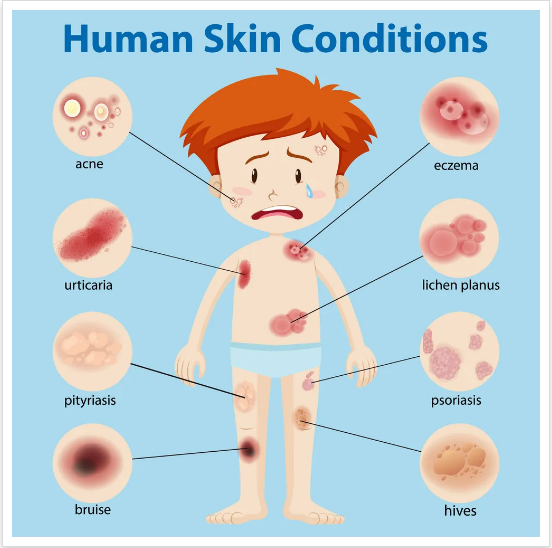 Human Skin Conditions
acne
eczema
urticaria
lichen planus
pityriasis
psoriasis
bruise
hives